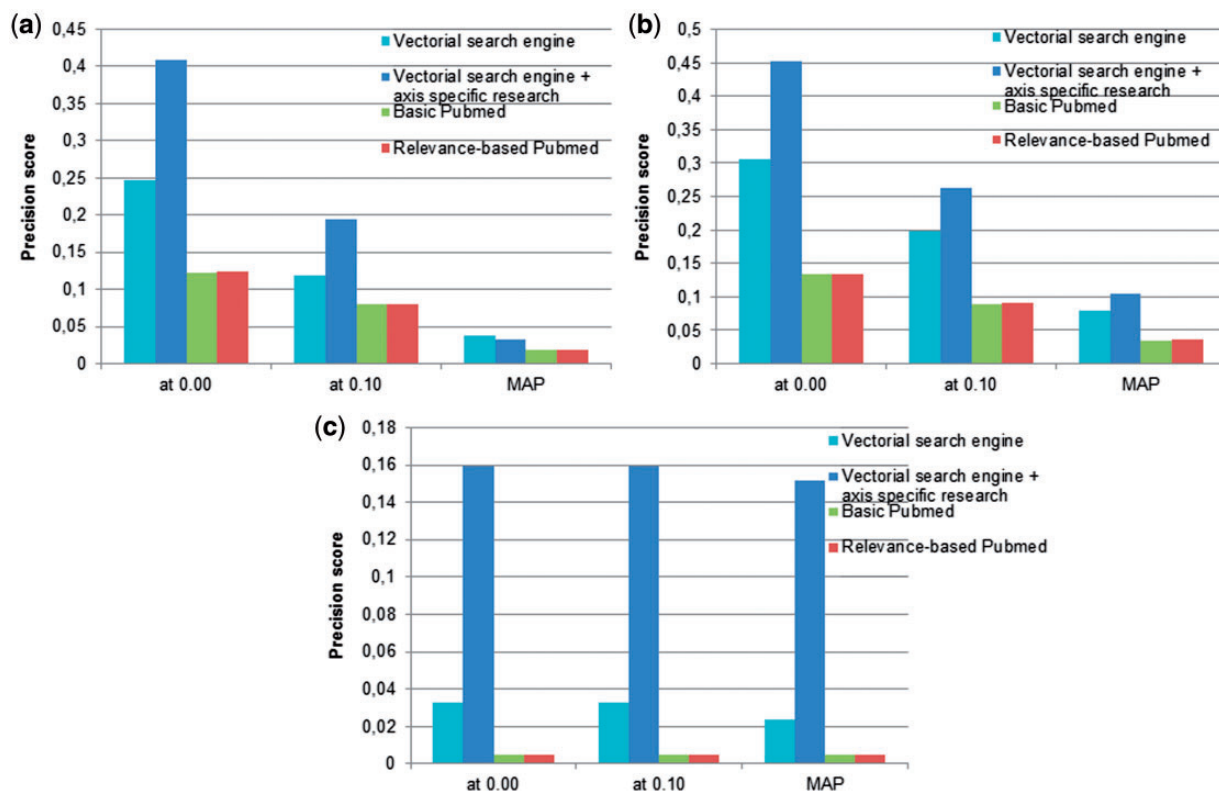 (a)
0,45
0,4
0,35
0,3
0,25
0,2
0,15
0,1
0,05
0
Precision score
at 0.00
at 0.10
MAP
Vectorial search engine
Vectorial search engine +
axis specific research
Basic Pubmed
Relevance-based Pubmed
(b)
0,5
0,45
0,4
0,35
0,3
0,25
0,2
0,15
0,1
0,05
0
Precision score
at 0.00
at 0.10
MAP
Vectorial search engine
Vectorial search engine +
axis specific research
Basic Pubmed
Relevance-based Pubmed
(c)
0,18
0,16
0,14
0,12
0,1
0,08
0,06
0,04
0,02
0
Precision score
at 0.00
at 0.10
MAP
Vectorial search engine
Vectorial search engine +
axis specific research
Basic Pubmed
Relevance-based Pubmed